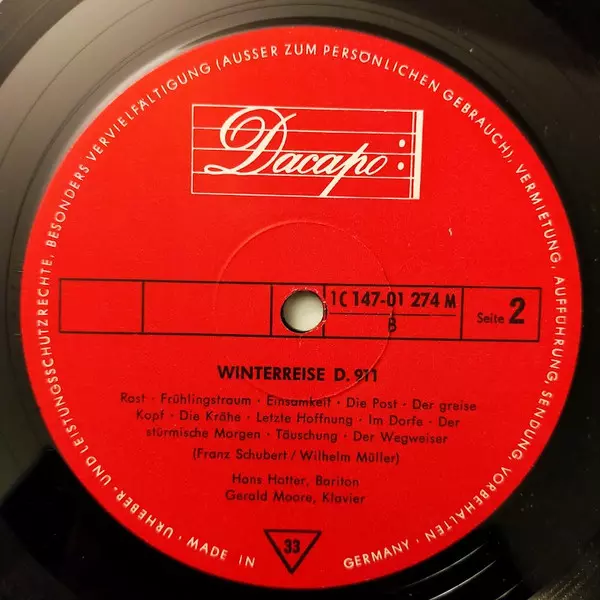 URHEBER- UND LEISTUNGSSCHUTZRECHTE, BESONDERS VERVIELFÄLTIGUNG (AUSSER ZUM PERSÖNLICHEN GEBRAUCH), VERMIETUNG, AUFFÜHRUNG, SENDUNG VORBEHALTEN · MADE IN GERMANY ·
Dacapo
1C 147-01 274 M
B
Seite 2
WINTERREISE D. 911
Rast · Frühlingstraum · Einsamkeit · Die Post · Der greise
Kopf · Die Krähe · Letzte Hoffnung · Im Dorfe · Der
stürmische Morgen · Täuschung · Der Wegweiser
(Franz Schubert / Wilhelm Müller)
Hans Hotter, Bariton
Gerald Moore, Klavier
33